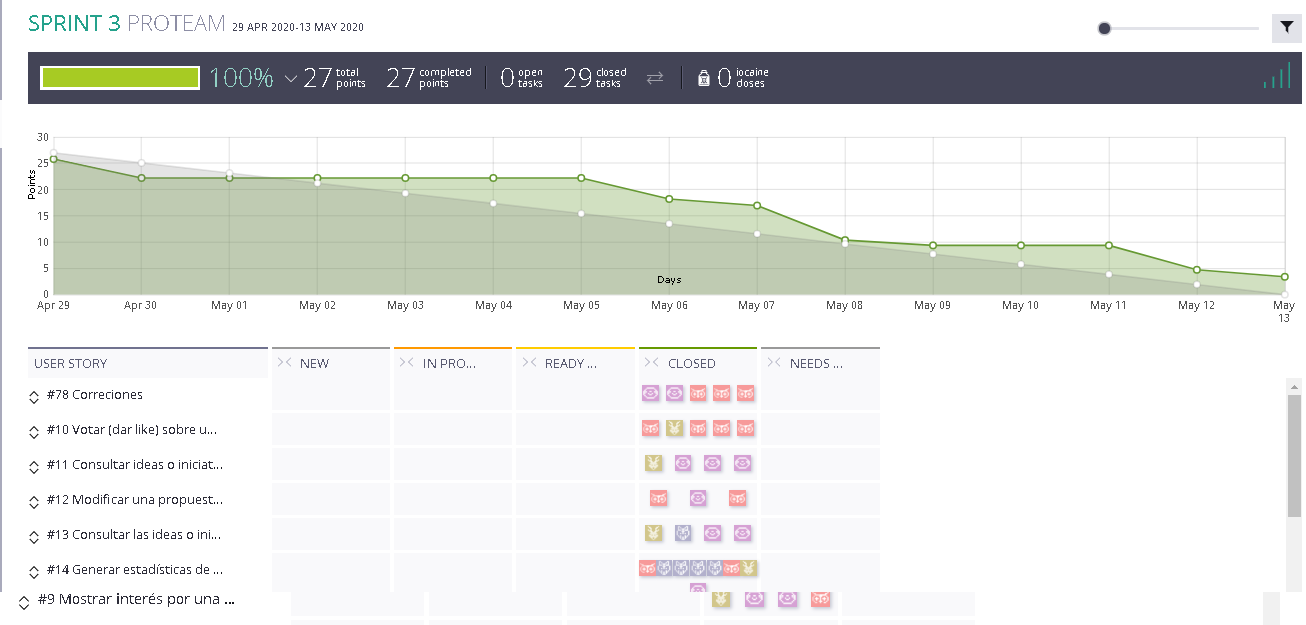 SPRINT 3 PROTEAM 29 APR 2020-13 MAY 2020
100% 27 total points 27 completed points 0 open tasks 29 closed tasks 0 iocaine doses
30
25
20
15
10
5
0
Points
Days
Apr 29 Apr 30 May 01 May 02 May 03 May 04 May 05 May 06 May 07 May 08 May 09 May 10 May 11 May 12 May 13
USER STORY NEW IN PRO... READY ... CLOSED NEEDS ...
#78 Correciones
#10 Votar (dar like) sobre u...
#11 Consultar ideas o iniciat...
#12 Modificar una propuest...
#13 Consultar las ideas o ini...
#14 Generar estadísticas de ...
#9 Mostrar interés por una ...